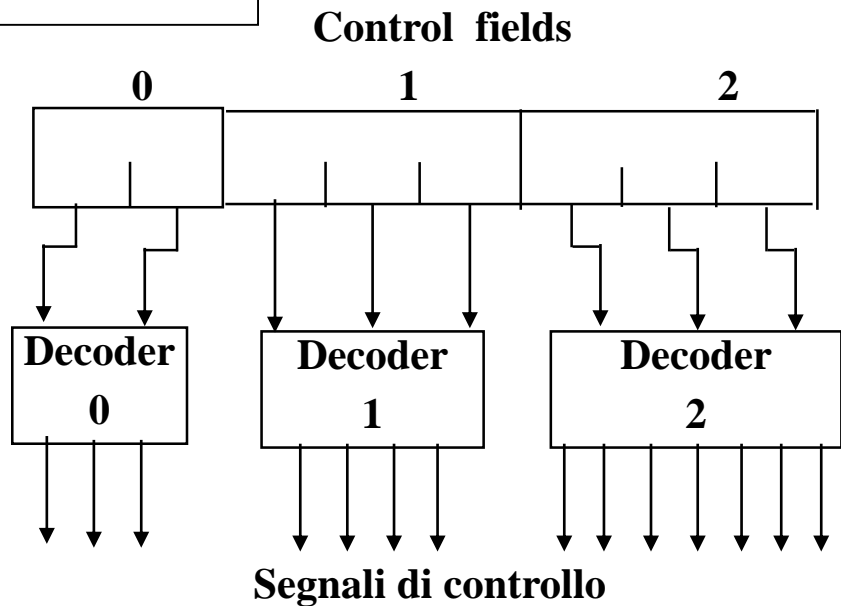 Control fields
0 1 2
Decoder Decoder Decoder
0 1 2
Segnali di controllo